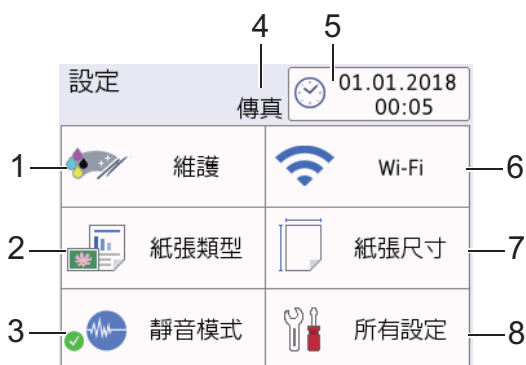 4 5
設定
傳真
01.01.2018
00:05
1 維護 Wi-Fi 6
2 紙張類型 紙張尺寸 7
3 靜音模式 所有設定 8